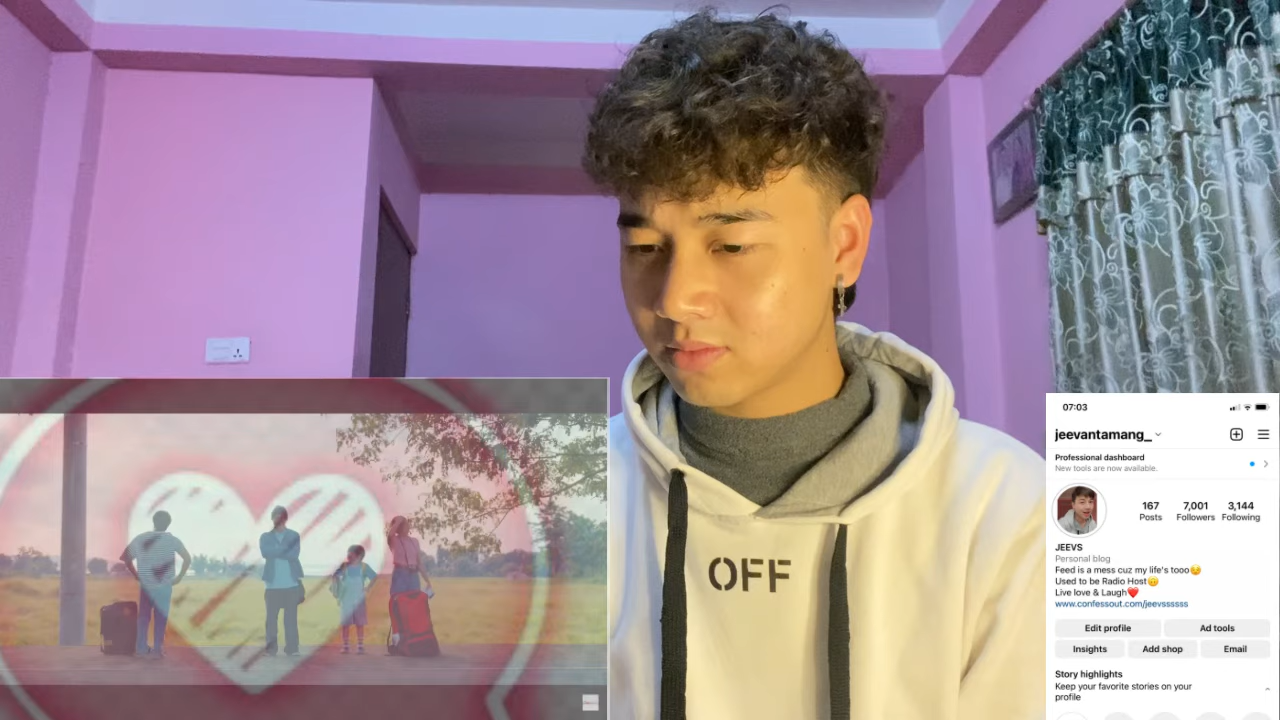 OFF
07:03
jeevantamang_
Professional dashboard
New tools are now available.
167 7,001 3,144
Posts Followers Following
JEEVS
Personal blog
Feed is a mess cuz my life's tooo😔
Used to be Radio Host🙃
Live love & Laugh❤️
www.confessout.com/jeevssssss
Edit profile Ad tools
Insights Add shop Email
Story highlights
Keep your favorite stories on your
profile